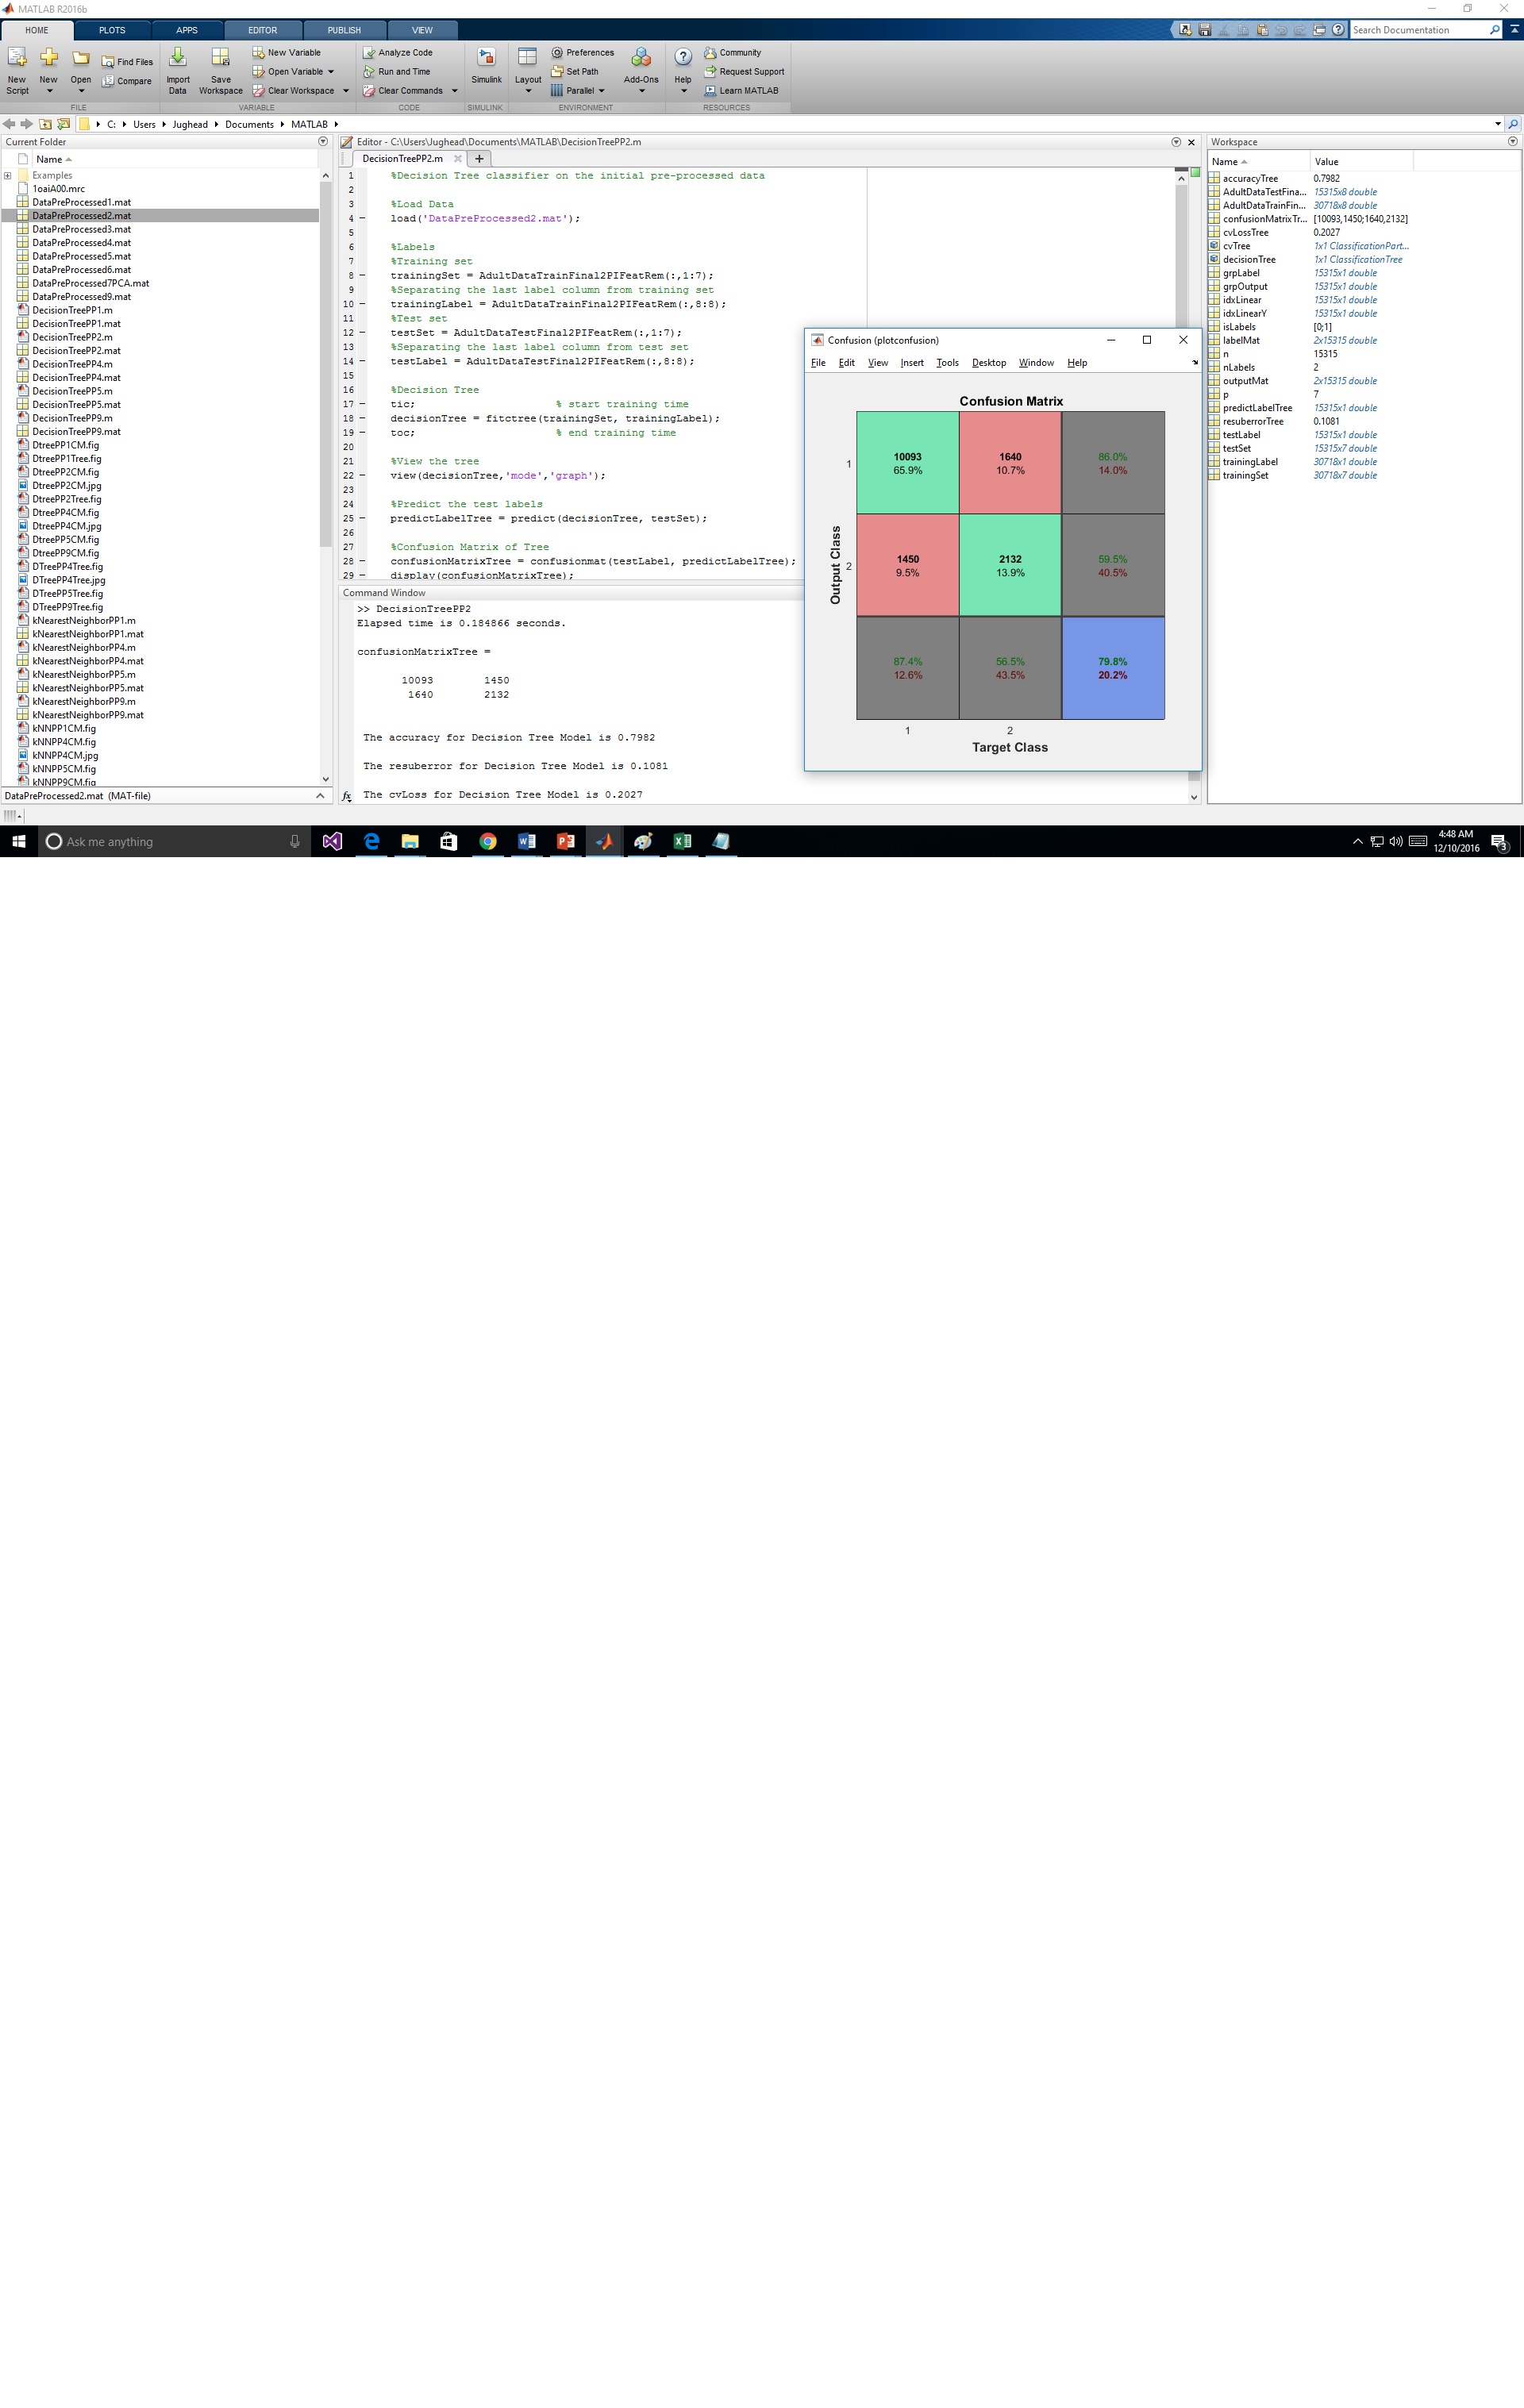 MATLAB R2016b
HOME PLOTS APPS EDITOR PUBLISH VIEW
Search Documentation
New Script
New
Open
Find Files
Compare
Import Data
Save Workspace
New Variable
Open Variable
Clear Workspace
Analyze Code
Run and Time
Clear Commands
Simulink
Layout
Preferences
Set Path
Parallel
Add-Ons
Help
Community
Request Support
Learn MATLAB
FILE VARIABLE CODE SIMULINK ENVIRONMENT RESOURCES
C: Users Jughead Documents MATLAB
Current Folder
Name
Examples
1oaiA00.mrc
DataPreProcessed1.mat
DataPreProcessed2.mat
DataPreProcessed3.mat
DataPreProcessed4.mat
DataPreProcessed5.mat
DataPreProcessed6.mat
DataPreProcessed7PCA.mat
DataPreProcessed9.mat
DecisionTreePP1.m
DecisionTreePP1.mat
DecisionTreePP2.m
DecisionTreePP2.mat
DecisionTreePP4.m
DecisionTreePP4.mat
DecisionTreePP5.m
DecisionTreePP5.mat
DecisionTreePP9.m
DecisionTreePP9.mat
DtreePP1CM.fig
DtreePP1Tree.fig
DtreePP2CM.fig
DtreePP2CM.jpg
DtreePP2Tree.fig
DtreePP4CM.fig
DtreePP4CM.jpg
DtreePP5CM.fig
DtreePP9CM.fig
DTreePP4Tree.fig
DTreePP4Tree.jpg
DTreePP5Tree.fig
DTreePP9Tree.fig
kNearestNeighborPP1.m
kNearestNeighborPP1.mat
kNearestNeighborPP4.m
kNearestNeighborPP4.mat
kNearestNeighborPP5.m
kNearestNeighborPP5.mat
kNearestNeighborPP9.m
kNearestNeighborPP9.mat
kNNPP1CM.fig
kNNPP4CM.fig
kNNPP4CM.jpg
kNNPP5CM.fig
kNNPP9CM.fig
DataPreProcessed2.mat (MAT-file)
Editor - C:\Users\Jughead\Documents\MATLAB\DecisionTreePP2.m
DecisionTreePP2.m
1 %Decision Tree classifier on the initial pre-processed data
2
3 %Load Data
4 – load('DataPreProcessed2.mat');
5
6 %Labels
7 %Training set
8 – trainingSet = AdultDataTrainFinal2PIFeatRem(:,1:7);
9 %Separating the last label column from training set
10 – trainingLabel = AdultDataTrainFinal2PIFeatRem(:,8:8);
11 %Test set
12 – testSet = AdultDataTestFinal2PIFeatRem(:,1:7);
13 %Separating the last label column from test set
14 – testLabel = AdultDataTestFinal2PIFeatRem(:,8:8);
15
16 %Decision Tree
17 – tic; % start training time
18 – decisionTree = fitctree(trainingSet, trainingLabel);
19 – toc; % end training time
20
21 %View the tree
22 – view(decisionTree,'mode','graph');
23
24 %Predict the test labels
25 – predictLabelTree = predict(decisionTree, testSet);
26
27 %Confusion Matrix of Tree
28 – confusionMatrixTree = confusionmat(testLabel, predictLabelTree);
29 – display(confusionMatrixTree);
Command Window
>> DecisionTreePP2
Elapsed time is 0.184866 seconds.
confusionMatrixTree =
10093 1450
1640 2132
The accuracy for Decision Tree Model is 0.7982
The resuberror for Decision Tree Model is 0.1081
The cvLoss for Decision Tree Model is 0.2027
fx
Confusion (plotconfusion)
File Edit View Insert Tools Desktop Window Help
Confusion Matrix
10093 1640 86.0%
1 65.9% 10.7% 14.0%
1450 2132 59.5%
2 9.5% 13.9% 40.5%
87.4% 56.5% 79.8%
12.6% 43.5% 20.2%
1 2
Output Class
Target Class
Workspace
Name Value
accuracyTree 0.7982
AdultDataTestFina... 15315x8 double
AdultDataTrainFin... 30718x8 double
confusionMatrixTr... [10093,1450;1640,2132]
cvLossTree 0.2027
cvTree 1x1 ClassificationPart...
decisionTree 1x1 ClassificationTree
grpLabel 15315x1 double
grpOutput 15315x1 double
idxLinear 15315x1 double
idxLinearY 15315x1 double
isLabels [0;1]
labelMat 2x15315 double
n 15315
nLabels 2
outputMat 2x15315 double
p 7
predictLabelTree 15315x1 double
resuberrorTree 0.1081
testLabel 15315x1 double
testSet 15315x7 double
trainingLabel 30718x1 double
trainingSet 30718x7 double
Ask me anything
4:48 AM
12/10/2016
3